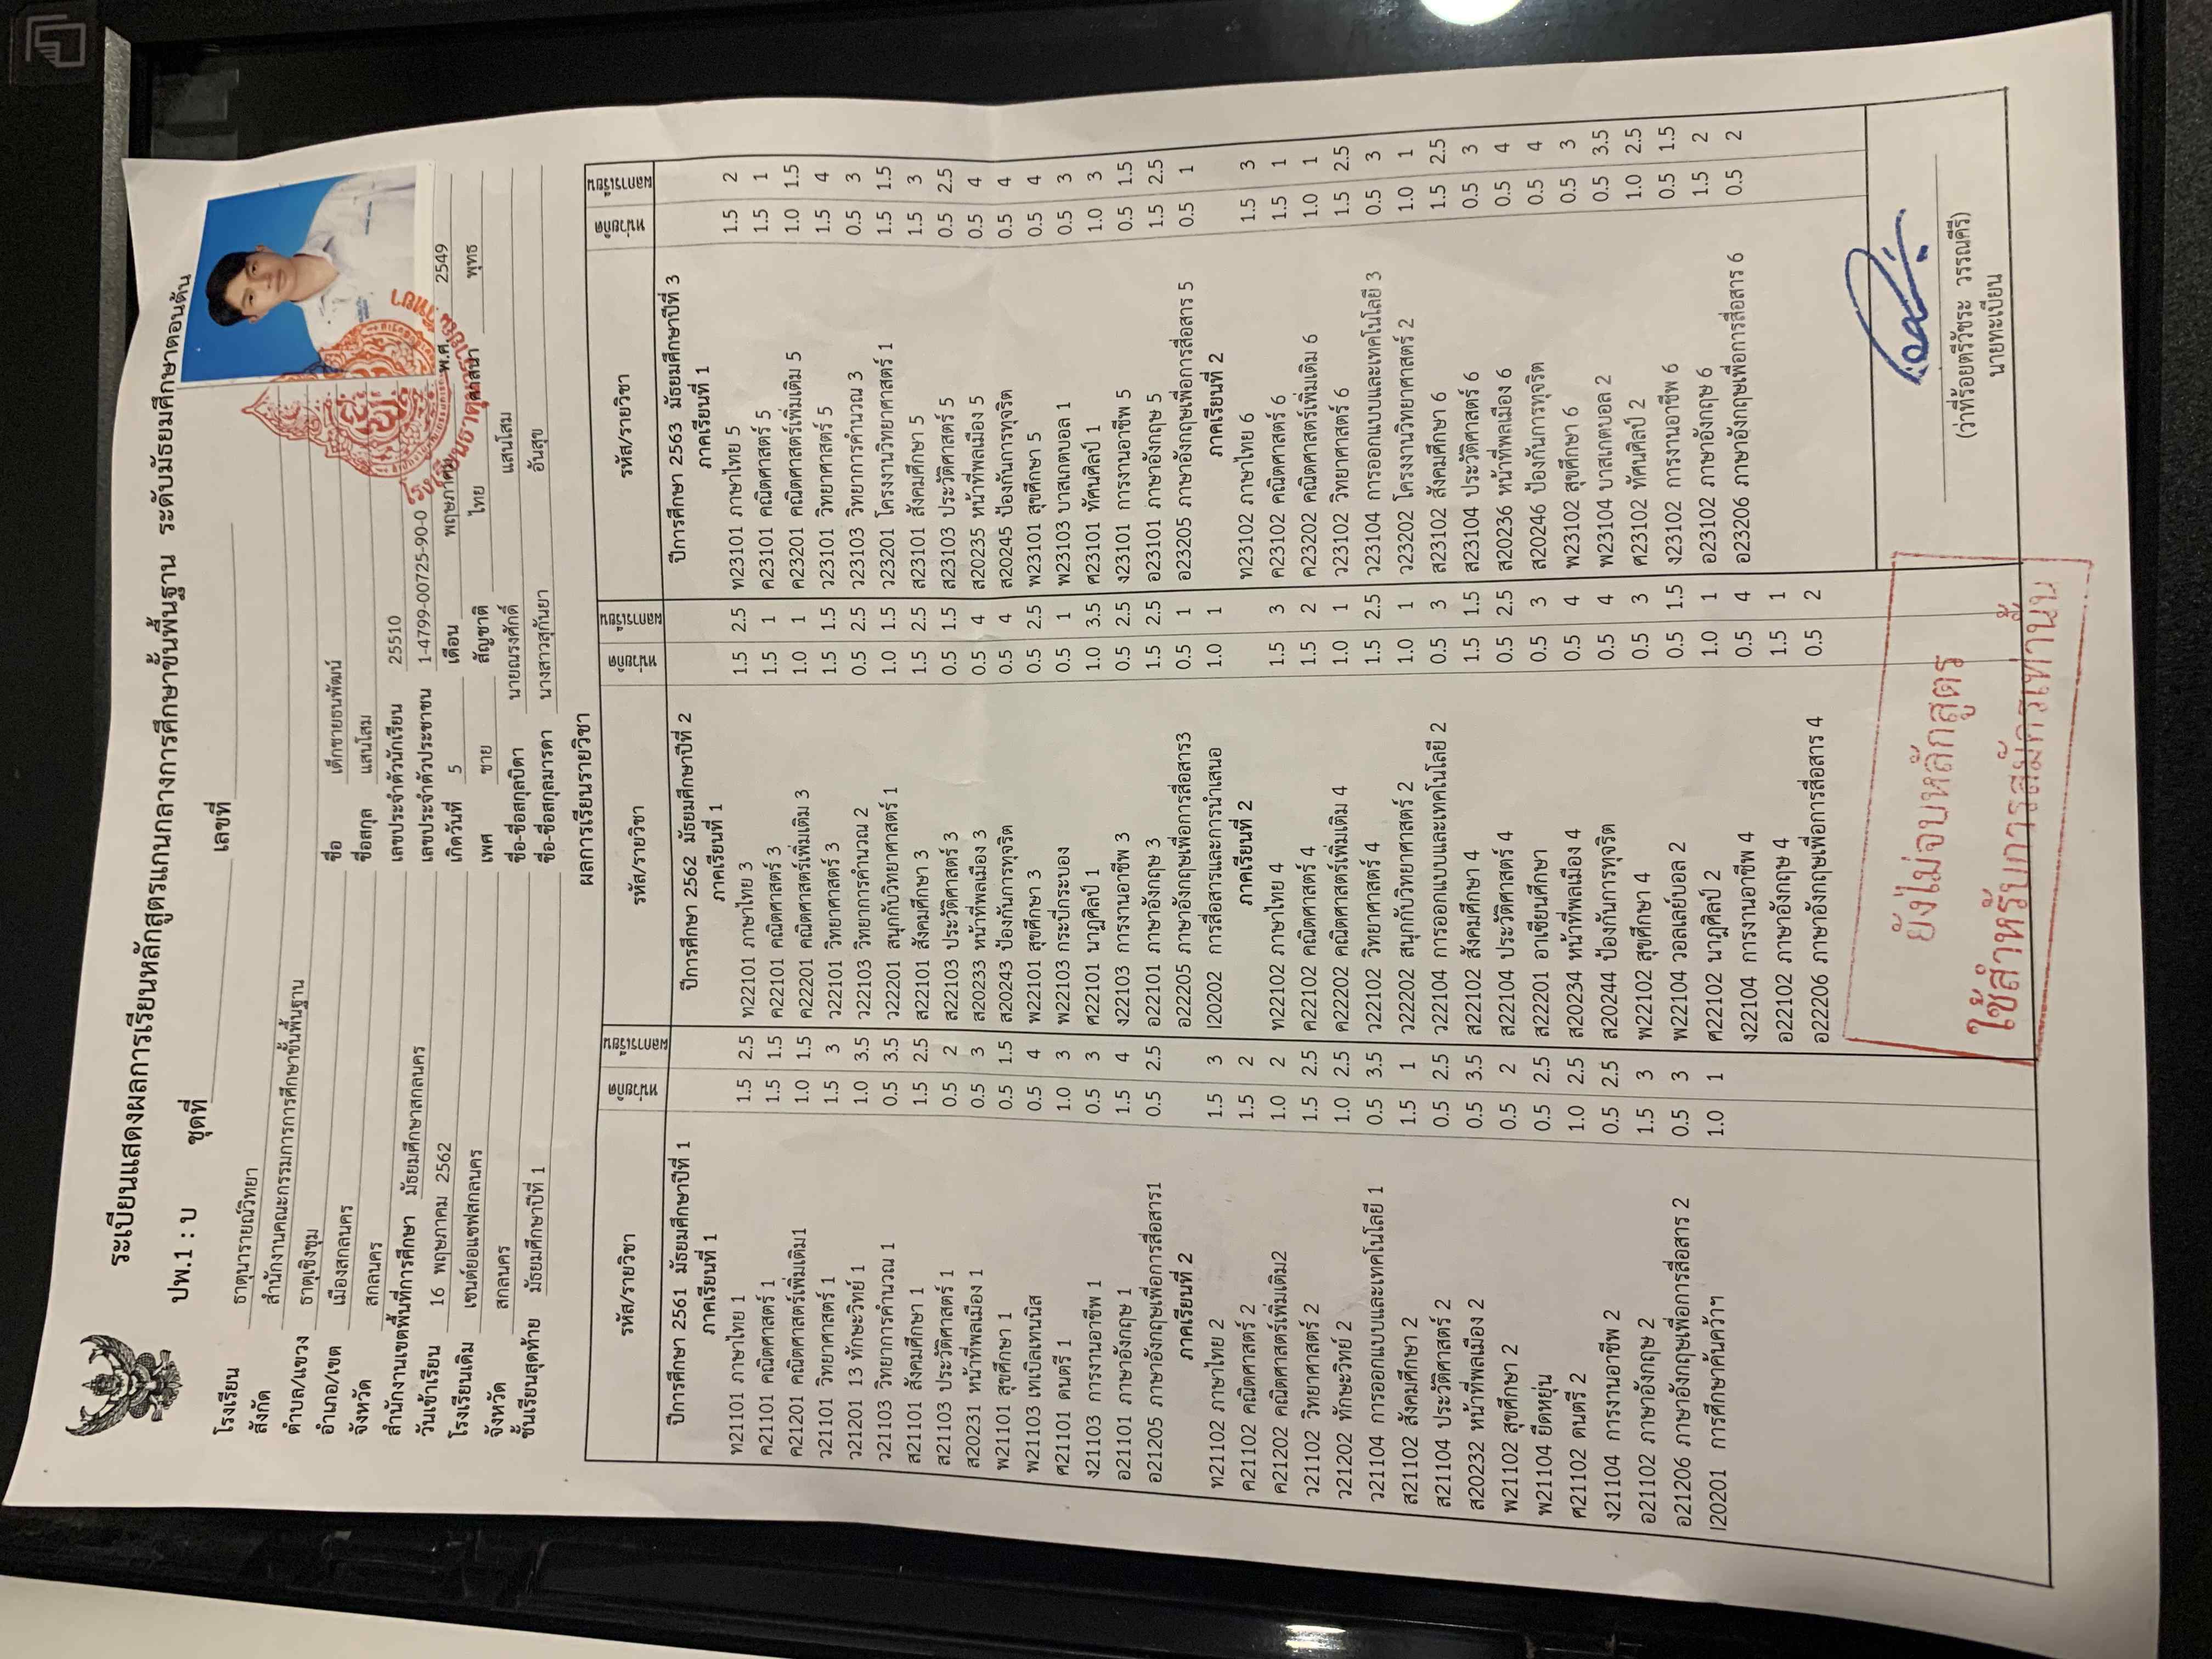 ระเบียนแสดงผลการเรียนหลักสูตรแกนกลางการศึกษาขั้นพื้นฐาน ระดับมัธยมศึกษาตอนต้น
ปพ.1 : บ ชุดที่ เลขที่
โรงเรียน ธาตุนารายณ์วิทยา
สังกัด สำนักงานคณะกรรมการการศึกษาขั้นพื้นฐาน
ตำบล/แขวง ธาตุเชิงชุม
อำเภอ/เขต เมืองสกลนคร
จังหวัด สกลนคร
สำนักงานเขตพื้นที่การศึกษา มัธยมศึกษาสกลนคร
วันเข้าเรียน 16 พฤษภาคม 2562
โรงเรียนเดิม เซนต์ยอแซฟสกลนคร
จังหวัด สกลนคร
ชั้นเรียนสุดท้าย มัธยมศึกษาปีที่ 1
ชื่อ เด็กชายธนพัฒน์
ชื่อสกุล แสนโสม
เลขประจำตัวนักเรียน 25510
เลขประจำตัวประชาชน 1-4799-00725-90-0
เกิดวันที่ 5 เดือน พฤษภาคม พ.ศ. 2549
เพศ ชาย สัญชาติ ไทย ศาสนา พุทธ
ชื่อ-ชื่อสกุลบิดา นายณรงศักดิ์ แสนโสม
ชื่อ-ชื่อสกุลมารดา นางสาวสุกันยา อันสุข
ผลการเรียนรายวิชา
รหัส/รายวิชา หน่วยกิต ผลการเรียน
ปีการศึกษา 2561 มัธยมศึกษาปีที่ 1
ภาคเรียนที่ 1
ท21101 ภาษาไทย 1 1.5 2.5
ค21101 คณิตศาสตร์ 1 1.5 1.5
ค21201 คณิตศาสตร์เพิ่มเติม1 1.0 1.5
ว21101 วิทยาศาสตร์ 1 1.5 3
ว21201 13 ทักษะวิทย์ 1 1.0 3.5
ว21103 วิทยาการคำนวณ 1 0.5 3.5
ส21101 สังคมศึกษา 1 1.5 2.5
ส21103 ประวัติศาสตร์ 1 0.5 2
ส20231 หน้าที่พลเมือง 1 0.5 3
พ21101 สุขศึกษา 1 0.5 1.5
พ21103 เทเบิลเทนนิส 0.5 4
ศ21101 ดนตรี 1 1.0 3
ง21103 การงานอาชีพ 1 0.5 3
อ21101 ภาษาอังกฤษ 1 1.5 4
อ21205 ภาษาอังกฤษเพื่อการสื่อสาร1 0.5 2.5
ภาคเรียนที่ 2
ท21102 ภาษาไทย 2 1.5 3
ค21102 คณิตศาสตร์ 2 1.5 2
ค21202 คณิตศาสตร์เพิ่มเติม2 1.0 2
ว21102 วิทยาศาสตร์ 2 1.5 2.5
ว21202 ทักษะวิทย์ 2 1.0 2.5
ว21104 การออกแบบและเทคโนโลยี 1 0.5 3.5
ส21102 สังคมศึกษา 2 1.5 1
ส21104 ประวัติศาสตร์ 2 0.5 2.5
ส20232 หน้าที่พลเมือง 2 0.5 3.5
พ21102 สุขศึกษา 2 0.5 2
พ21104 ยืดหยุ่น 0.5 2.5
ศ21102 ดนตรี 2 1.0 2.5
ง21104 การงานอาชีพ 2 0.5 2.5
อ21102 ภาษาอังกฤษ 2 1.5 3
อ21206 ภาษาอังกฤษเพื่อการสื่อสาร 2 0.5 3
I20201 การศึกษาค้นคว้าฯ 1.0 1
รหัส/รายวิชา หน่วยกิต ผลการเรียน
ปีการศึกษา 2562 มัธยมศึกษาปีที่ 2
ภาคเรียนที่ 1
ท22101 ภาษาไทย 3 1.5 2.5
ค22101 คณิตศาสตร์ 3 1.5 1
ค22201 คณิตศาสตร์เพิ่มเติม 3 1.0 1
ว22101 วิทยาศาสตร์ 3 1.5 1.5
ว22103 วิทยาการคำนวณ 2 0.5 2.5
ว22201 สนุกกับวิทยาศาสตร์ 1 1.0 1.5
ส22101 สังคมศึกษา 3 1.5 2.5
ส22103 ประวัติศาสตร์ 3 0.5 1.5
ส20233 หน้าที่พลเมือง 3 0.5 4
ส20243 ป้องกันการทุจริต 0.5 4
พ22101 สุขศึกษา 3 0.5 2.5
พ22103 กระบี่กระบอง 0.5 1
ศ22101 นาฏศิลป์ 1 1.0 3.5
ง22103 การงานอาชีพ 3 0.5 2.5
อ22101 ภาษาอังกฤษ 3 1.5 2.5
อ22205 ภาษาอังกฤษเพื่อการสื่อสาร3 0.5 1
I20202 การสื่อสารและการนำเสนอ 1.0 1
ภาคเรียนที่ 2
ท22102 ภาษาไทย 4 1.5 3
ค22102 คณิตศาสตร์ 4 1.5 2
ค22202 คณิตศาสตร์เพิ่มเติม 4 1.0 1
ว22102 วิทยาศาสตร์ 4 1.5 2.5
ว22202 สนุกกับวิทยาศาสตร์ 2 1.0 1
ว22104 การออกแบบและเทคโนโลยี 2 0.5 3
ส22102 สังคมศึกษา 4 1.5 1.5
ส22104 ประวัติศาสตร์ 4 0.5 2.5
ส22201 อาเซียนศึกษา 0.5 3
ส20234 หน้าที่พลเมือง 4 0.5 4
ส20244 ป้องกันการทุจริต 0.5 4
พ22102 สุขศึกษา 4 0.5 3
พ22104 วอลเลย์บอล 2 0.5 1.5
ศ22102 นาฏศิลป์ 2 1.0 1
ง22104 การงานอาชีพ 4 0.5 4
อ22102 ภาษาอังกฤษ 4 1.5 1
อ22206 ภาษาอังกฤษเพื่อการสื่อสาร 4 0.5 2
รหัส/รายวิชา หน่วยกิต ผลการเรียน
ปีการศึกษา 2563 มัธยมศึกษาปีที่ 3
ภาคเรียนที่ 1
ท23101 ภาษาไทย 5 1.5 2
ค23101 คณิตศาสตร์ 5 1.5 1
ค23201 คณิตศาสตร์เพิ่มเติม 5 1.0 1.5
ว23101 วิทยาศาสตร์ 5 1.5 4
ว23103 วิทยาการคำนวณ 3 0.5 3
ว23201 โครงงานวิทยาศาสตร์ 1 1.5 1.5
ส23101 สังคมศึกษา 5 1.5 3
ส23103 ประวัติศาสตร์ 5 0.5 2.5
ส20235 หน้าที่พลเมือง 5 0.5 4
ส20245 ป้องกันการทุจริต 0.5 4
พ23101 สุขศึกษา 5 0.5 4
พ23103 บาสเกตบอล 1 0.5 3
ศ23101 ทัศนศิลป์ 1 1.0 3
ง23101 การงานอาชีพ 5 0.5 1.5
อ23101 ภาษาอังกฤษ 5 1.5 2.5
อ23205 ภาษาอังกฤษเพื่อการสื่อสาร 5 0.5 1
ภาคเรียนที่ 2
ท23102 ภาษาไทย 6 1.5 3
ค23102 คณิตศาสตร์ 6 1.5 1
ค23202 คณิตศาสตร์เพิ่มเติม 6 1.0 1
ว23102 วิทยาศาสตร์ 6 1.5 2.5
ว23104 การออกแบบและเทคโนโลยี 3 0.5 3
ว23202 โครงงานวิทยาศาสตร์ 2 1.0 1
ส23102 สังคมศึกษา 6 1.5 2.5
ส23104 ประวัติศาสตร์ 6 0.5 3
ส20236 หน้าที่พลเมือง 6 0.5 4
ส20246 ป้องกันการทุจริต 0.5 4
พ23102 สุขศึกษา 6 0.5 3
พ23104 บาสเกตบอล 2 0.5 3.5
ศ23102 ทัศนศิลป์ 2 1.0 2.5
ง23102 การงานอาชีพ 6 0.5 1.5
อ23102 ภาษาอังกฤษ 6 1.5 2
อ23206 ภาษาอังกฤษเพื่อการสื่อสาร 6 0.5 2
ยังไม่จบหลักสูตร
ใช้สำหรับการสมัครเท่านั้น
(ว่าที่ร้อยตรีวัชระ วรรณศิริ)
นายทะเบียน